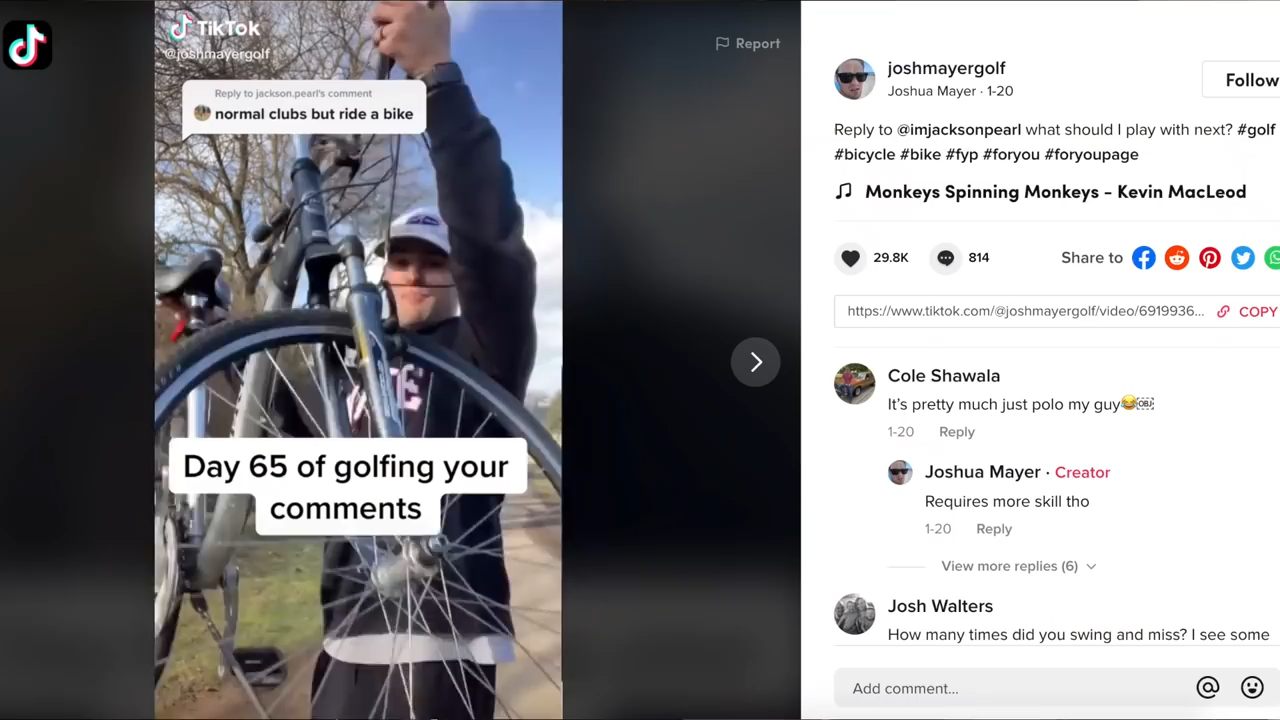 TikTok
@joshmayergolf
Reply to jackson.pearl's comment
normal clubs but ride a bike
Day 65 of golfing your
comments
Report
joshmayergolf
Joshua Mayer · 1-20
Follow
Reply to @imjacksonpearl what should I play with next? #golf
#bicycle #bike #fyp #foryou #foryoupage
Monkeys Spinning Monkeys - Kevin MacLeod
29.8K
814
Share to
https://www.tiktok.com/@joshmayergolf/video/6919936...
COPY
Cole Shawala
It's pretty much just polo my guy😂￼
1-20 Reply
Joshua Mayer · Creator
Requires more skill tho
1-20 Reply
View more replies (6)
Josh Walters
How many times did you swing and miss? I see some
Add comment...